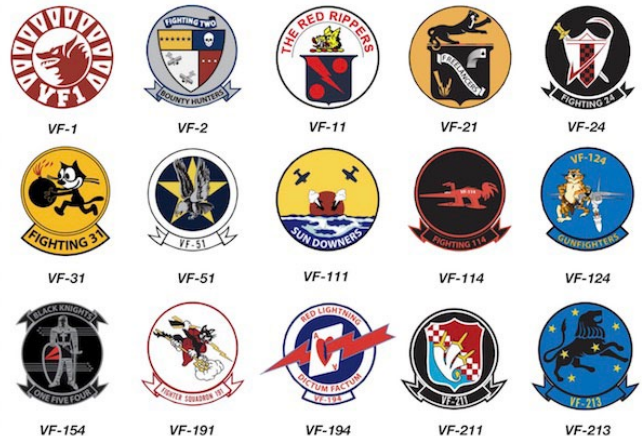 VF1
VF-1
FIGHTING TWO
BOUNTY HUNTERS
VF-2
THE RED RIPPERS
VF-11
FREELANCERS
VF-21
FIGHTING 24
VF-24
FIGHTING 31
VF-31
VF-51
VF-51
SUN DOWNERS
VF-111
VF-114
FIGHTING 114
VF-114
VF-124
GUNFIGHTERS
VF-124
BLACK KNIGHTS
ONE FIVE FOUR
VF-154
FIGHTER SQUADRON 191
VF-191
RED LIGHTNING
A
DICTUM FACTUM
VF-194
VF-194
VF-211
VF-211
VF-213
VF-213